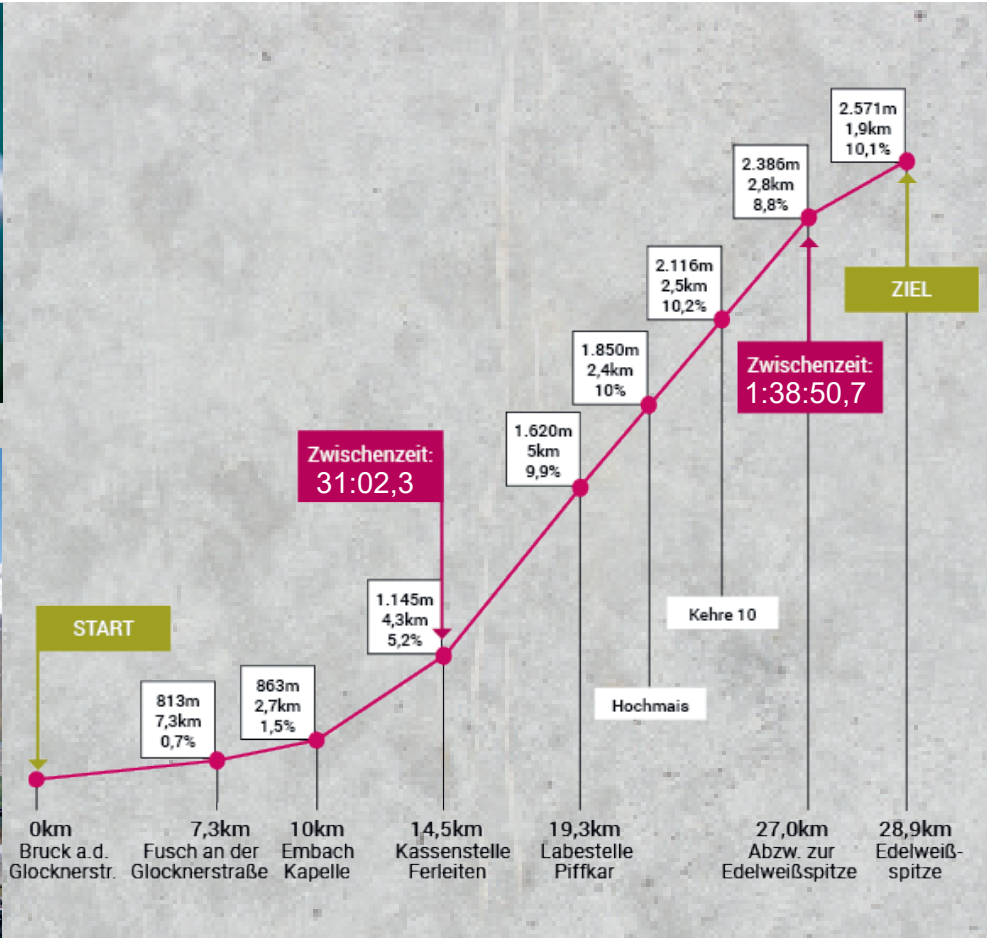 2.571m
1,9km
10,1%
2.386m
2,8km
8,8%
ZIEL
2.116m
2,5km
10,2%
1.850m
2,4km
10%
Zwischenzeit:
1:38:50,7
1.620m
5km
9,9%
Zwischenzeit:
31:02,3
1.145m
4,3km
5,2%
Kehre 10
START
863m
2,7km
1,5%
813m
7,3km
0,7%
Hochmais
0km
Bruck a.d.
Glocknerstr.
7,3km
Fusch an der
Glocknerstraße
10km
Embach
Kapelle
14,5km
Kassenstelle
Ferleiten
19,3km
Labestelle
Piffkar
27,0km
Abzw. zur
Edelweißspitze
28,9km
Edelweiß-
spitze